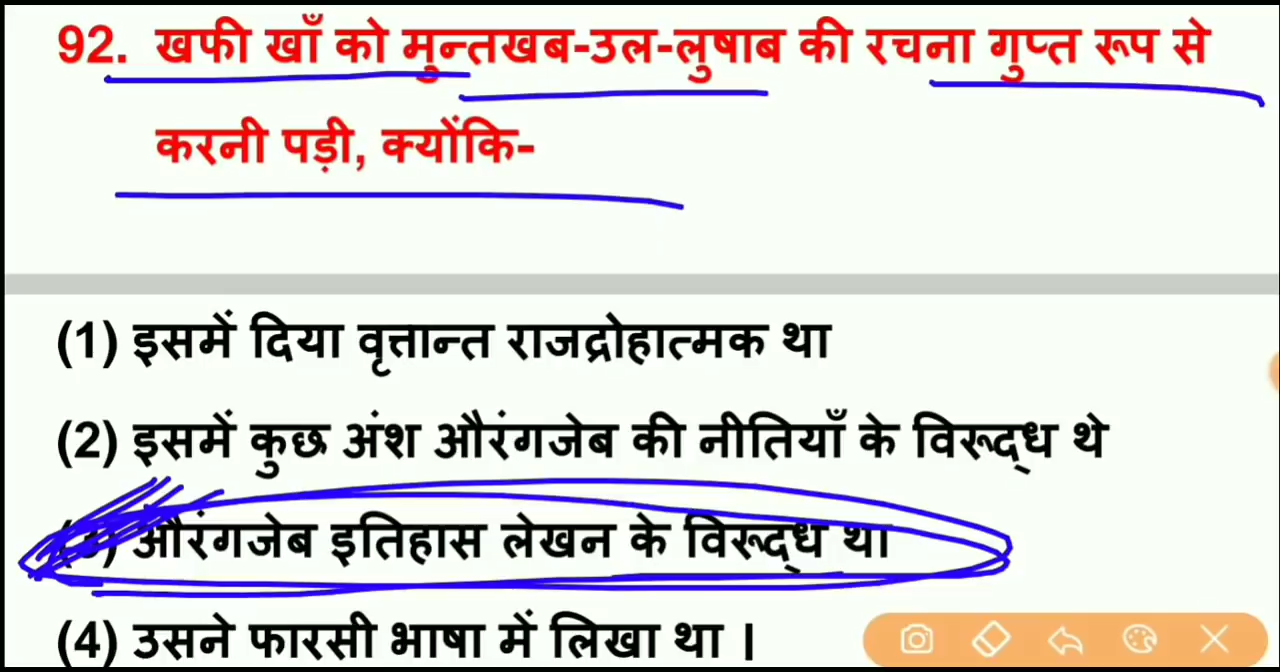 92. खफी खाँ को मुन्तखब-उल-लुषाब की रचना गुप्त रूप से
करनी पड़ी, क्योंकि-
(1) इसमें दिया वृत्तान्त राजद्रोहात्मक था
(2) इसमें कुछ अंश औरंगजेब की नीतियाँ के विरूद्ध थे
(3) औरंगजेब इतिहास लेखन के विरूद्ध था
(4) उसने फारसी भाषा में लिखा था |